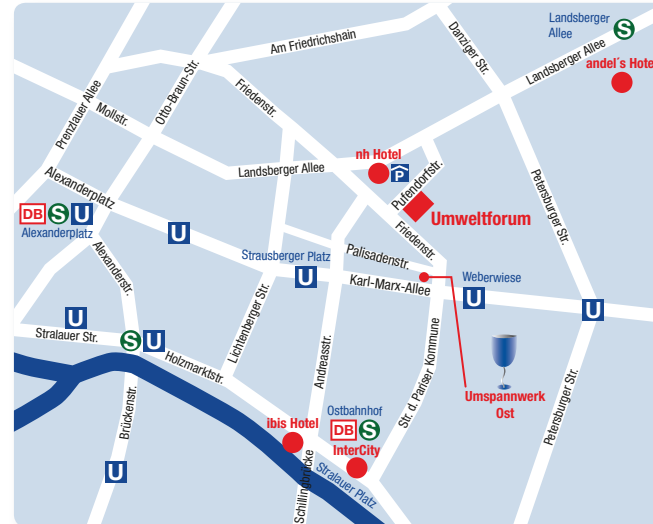 Landsberger
Allee
S
Am Friedrichshain
Danziger Str.
Landsberger Allee
andel´s Hote
Otto-Braun-Str.
Prenzlauer Allee
Mollstr.
Friedenstr.
nh Hotel
P
Landsberger Allee
Pufendorfstr.
Petersburger Str.
Alexanderplatz
DB S U
Alexanderplatz
Umweltforum
U
Friedenstr.
Strausberger Platz
U
Palisadenstr.
Weberwiese
Karl-Marx-Allee
U
U
Alexanderstr.
U
Stralauer Str.
S U
Lichtenberger Str.
Holzmarktstr.
Andreasstr.
Str. d. Pariser Kommune
Umspannwerk
Ost
Petersburger Str.
Brückenstr.
ibis Hotel
Ostbahnhof
DB S
InterCity
U
Stralauer Platz
Schillingbrücke